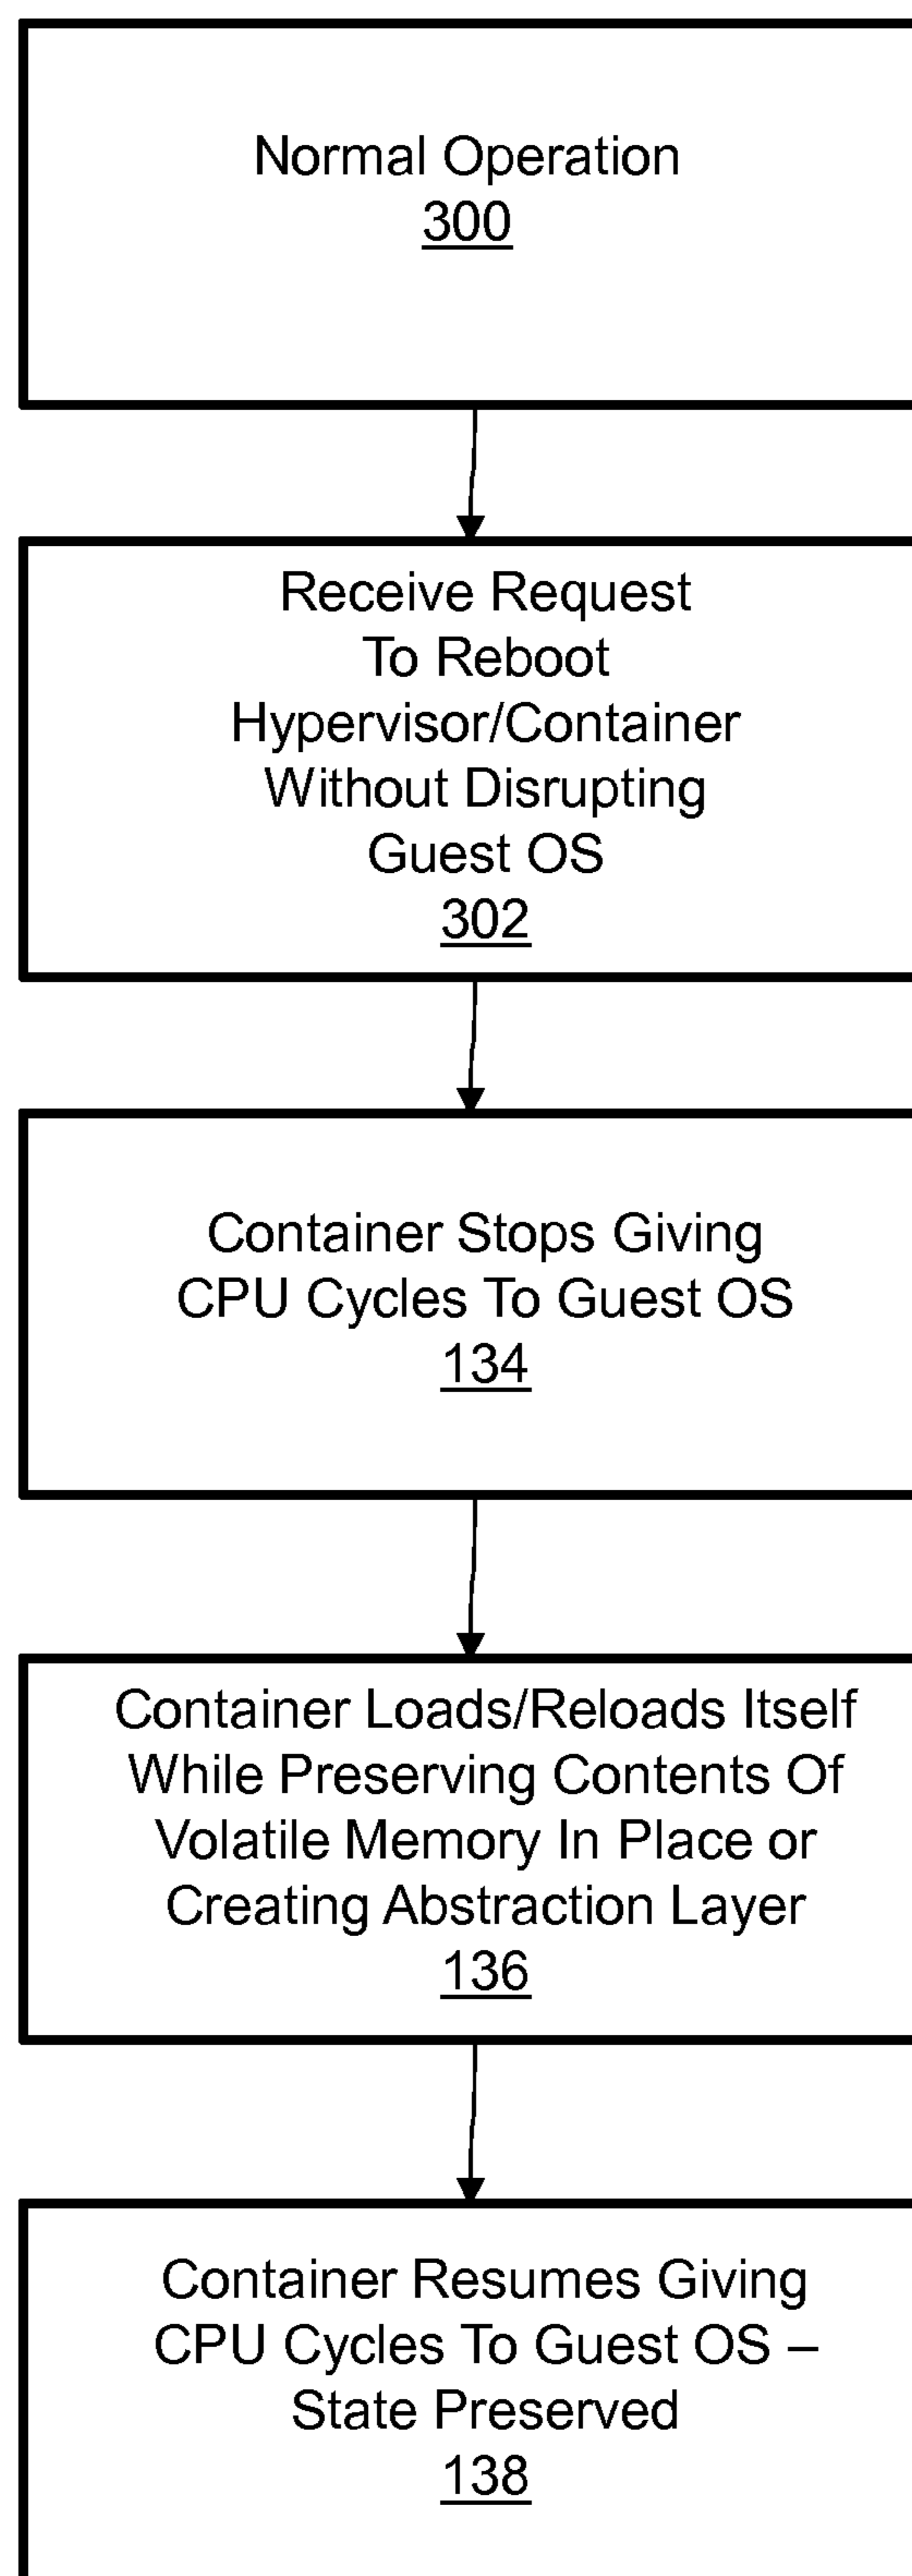 Normal Operation
300
Receive Request
To Reboot
Hypervisor/Container
Without Disrupting
Guest OS
302
Container Stops Giving
CPU Cycles To Guest OS
134
Container Loads/Reloads Itself
While Preserving Contents Of
Volatile Memory In Place or
Creating Abstraction Layer
136
Container Resumes Giving
CPU Cycles To Guest OS –
State Preserved
138